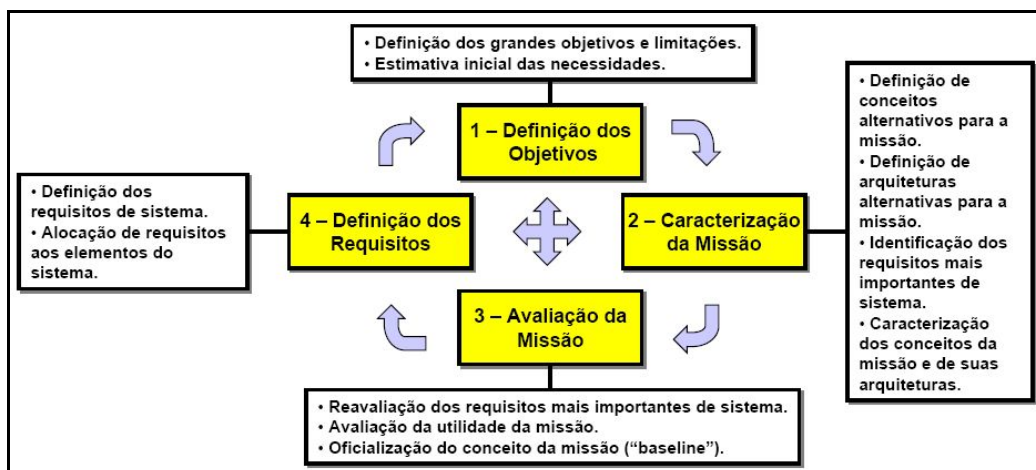 • Definição dos grandes objetivos e limitações.
• Estimativa inicial das necessidades.
1 – Definição dos
Objetivos
• Definição de
conceitos
alternativos para a
missão.
• Definição de
arquiteturas
alternativas para a
missão.
• Identificação dos
requisitos mais
importantes de
sistema.
• Caracterização
dos conceitos da
missão e de suas
arquiteturas.
2 – Caracterização
da Missão
• Definição dos
requisitos de sistema.
• Alocação de requisitos
aos elementos do
sistema.
4 – Definição dos
Requisitos
3 – Avaliação da
Missão
• Reavaliação dos requisitos mais importantes de sistema.
• Avaliação da utilidade da missão.
• Oficialização do conceito da missão (“baseline”).